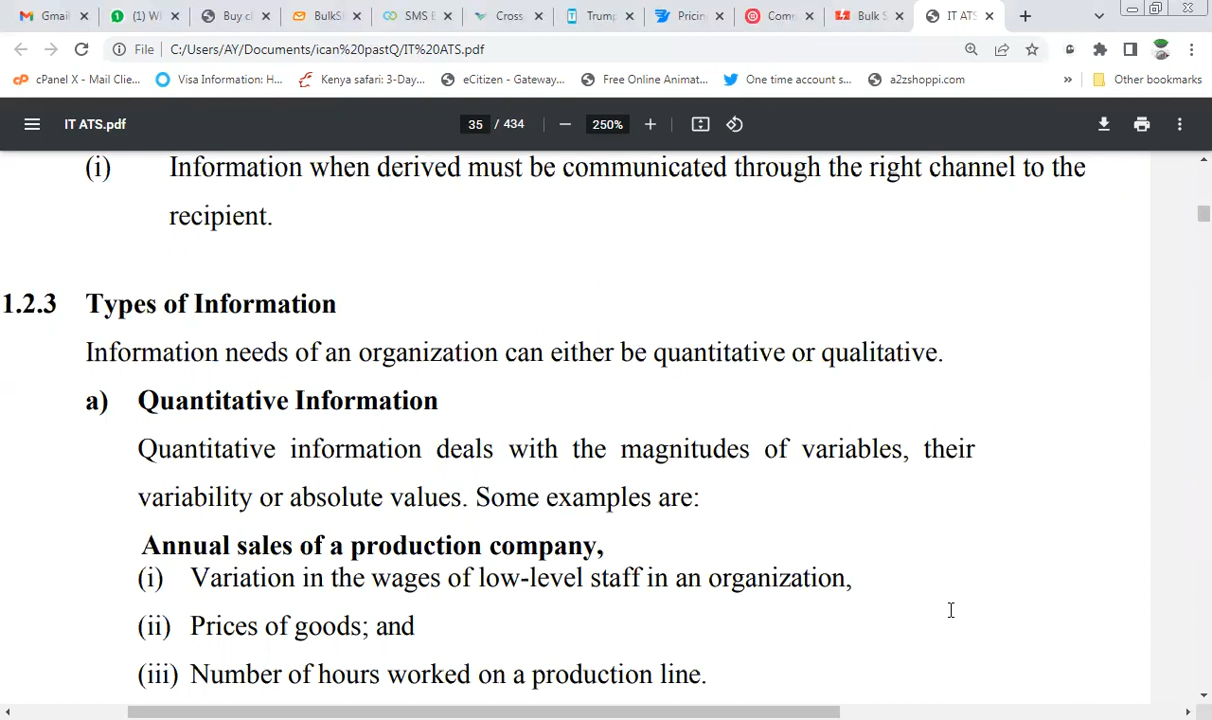 Gmail
(1) W
Buy c
BulkS
SMS E
Cross
Trump
Pricin
Com
Bulk S
IT ATS
File
C:/Users/AY/Documents/ican%20pastQ/IT%20ATS.pdf
cPanel X - Mail Clie...
Visa Information: H...
Kenya safari: 3-Day...
eCitizen - Gateway...
Free Online Animat...
One time account s...
a2zshoppi.com
»
Other bookmarks
IT ATS.pdf
35 / 434
250%
(i) Information when derived must be communicated through the right channel to the
recipient.
1.2.3 Types of Information
Information needs of an organization can either be quantitative or qualitative.
a) Quantitative Information
Quantitative information deals with the magnitudes of variables, their
variability or absolute values. Some examples are:
Annual sales of a production company,
(i) Variation in the wages of low-level staff in an organization,
(ii) Prices of goods; and
(iii) Number of hours worked on a production line.